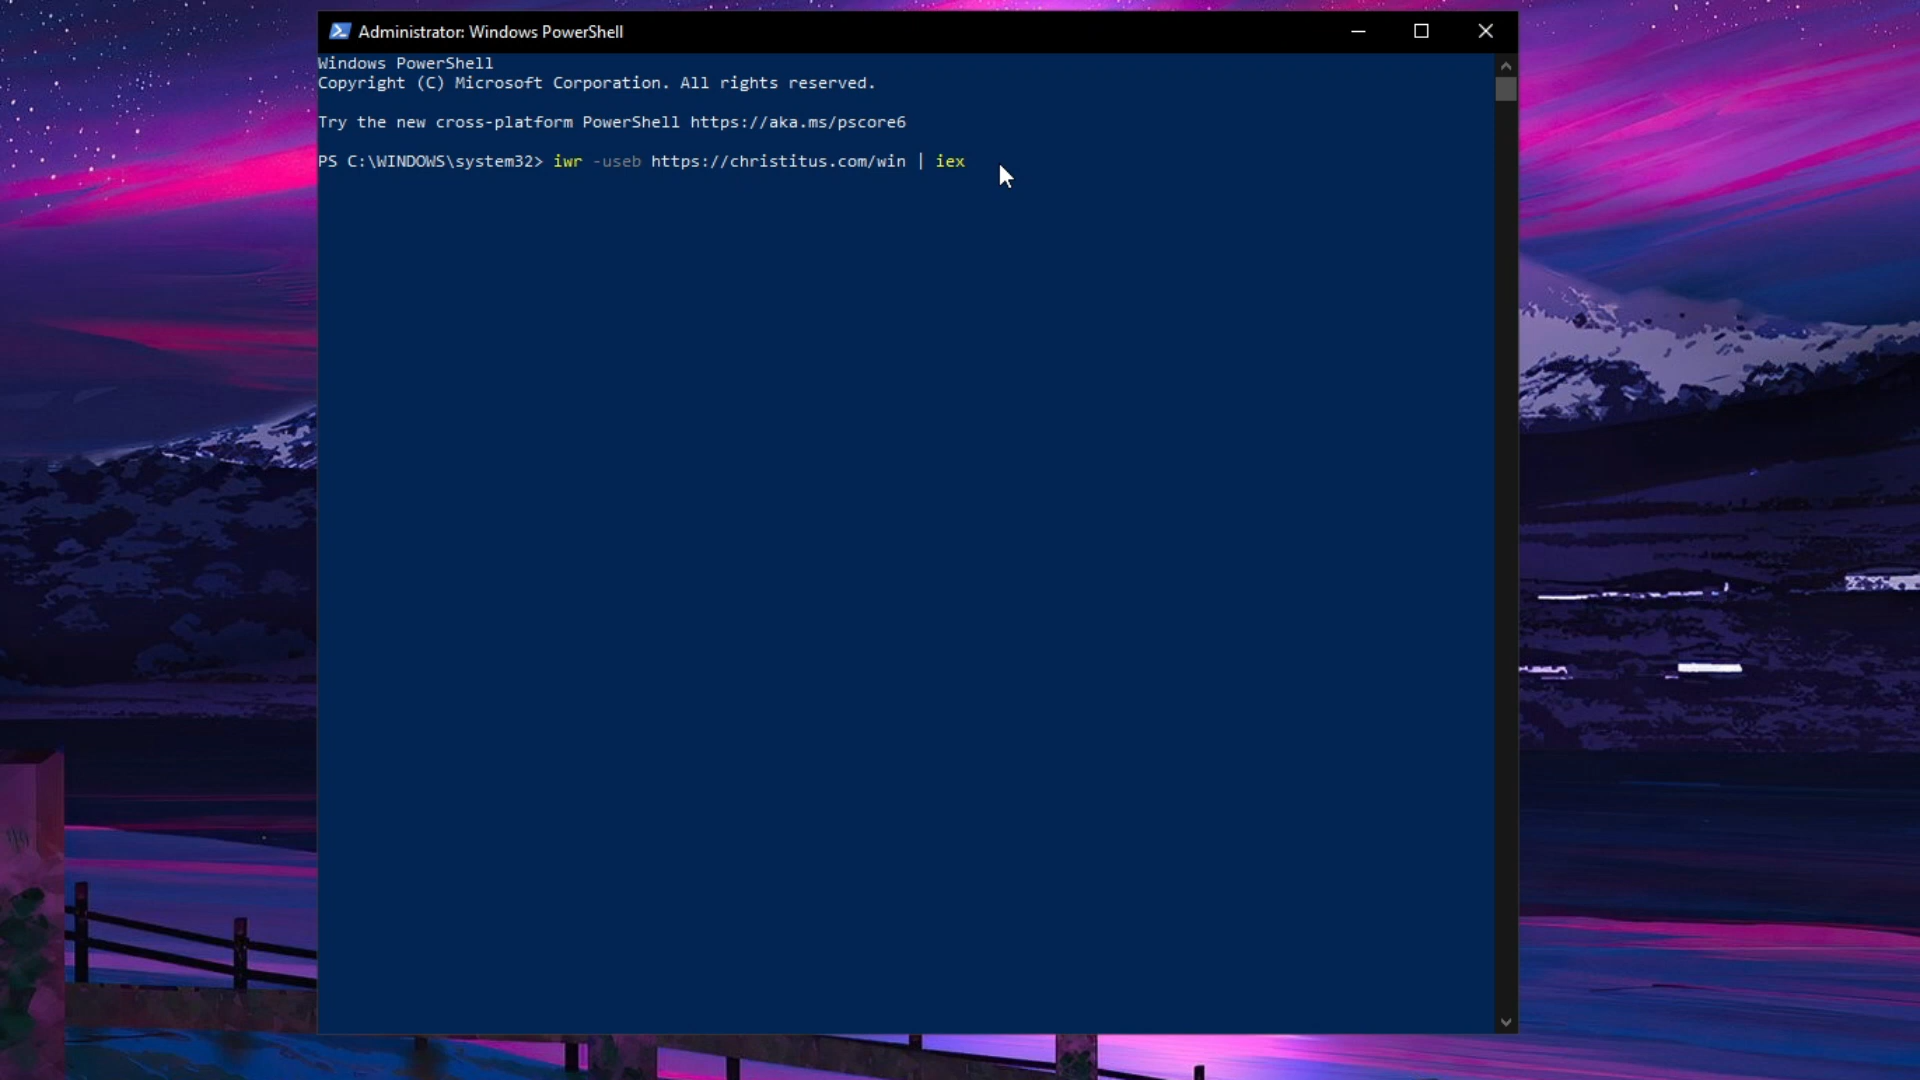 Administrator: Windows PowerShell
Windows PowerShell
Copyright (C) Microsoft Corporation. All rights reserved.
Try the new cross-platform PowerShell https://aka.ms/pscore6
PS C:\WINDOWS\system32> iwr -useb https://christitus.com/win | iex